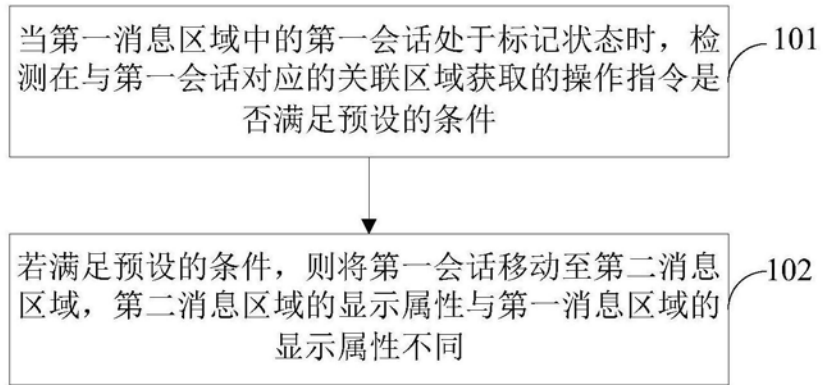 当第一消息区域中的第一会话处于标记状态时，检
测在与第一会话对应的关联区域获取的操作指令是
否满足预设的条件
101
若满足预设的条件，则将第一会话移动至第二消息
区域，第二消息区域的显示属性与第一消息区域的
显示属性不同
102